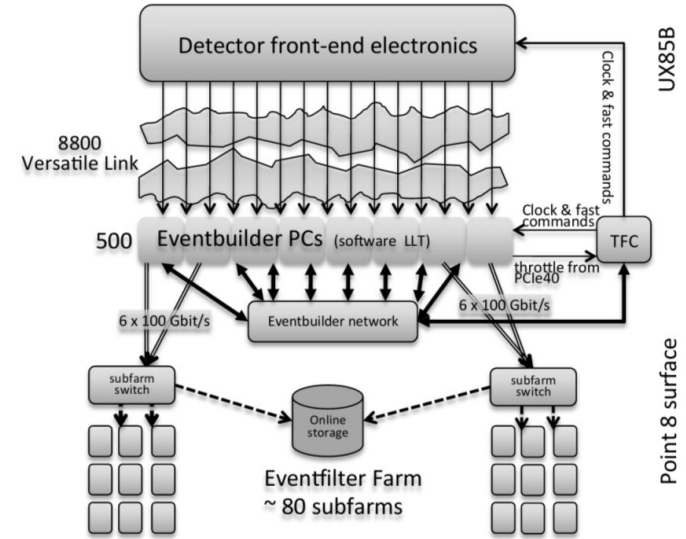 Detector front-end electronics
UX85B
8800
Versatile Link
Clock & fast commands
Clock & fast
commands
500
Eventbuilder PCs (software LLT)
TFC
throttle from
PCIe40
6 x 100 Gbit/s
Eventbuilder network
6 x 100 Gbit/s
subfarm
switch
subfarm
switch
Online
storage
Point 8 surface
Eventfilter Farm
~ 80 subfarms